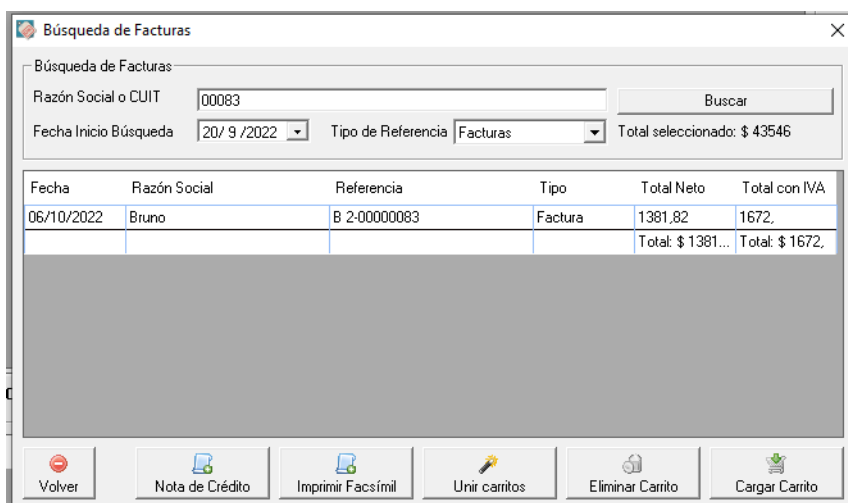 Búsqueda de Facturas
Búsqueda de Facturas
Razón Social o CUIT 00083 Buscar
Fecha Inicio Búsqueda 20/ 9 /2022 Tipo de Referencia Facturas Total seleccionado: $ 43546
Fecha Razón Social Referencia Tipo Total Neto Total con IVA
06/10/2022 Bruno B 2-00000083 Factura 1381,82 1672,
Total: $ 1381... Total: $ 1672,
Volver Nota de Crédito Imprimir Facsímil Unir carritos Eliminar Carrito Cargar Carrito